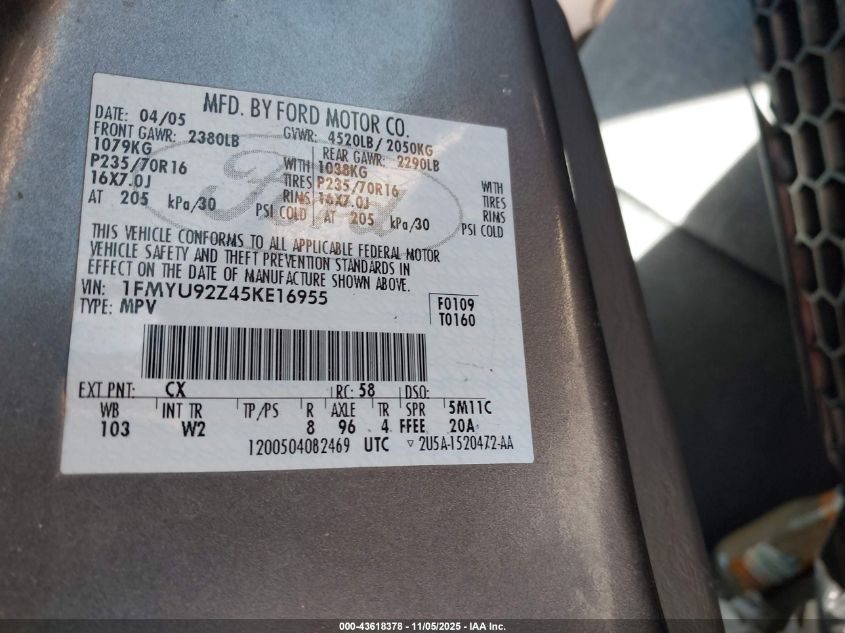 MFD. BY FORD MOTOR CO.
DATE: 04/05 GVWR: 4520LB / 2050KG
FRONT GAWR: 2380LB REAR GAWR: 2290LB
1079KG WITH 1038KG WITH
P235/70R16 TIRES P235/70R16 TIRES
16X7.0J RIMS 16X7.0J RIMS
AT 205 kPa/30 PSI COLD AT 205 kPa/30 PSI COLD
Ford
THIS VEHICLE CONFORMS TO ALL APPLICABLE FEDERAL MOTOR
VEHICLE SAFETY AND THEFT PREVENTION STANDARDS IN
EFFECT ON THE DATE OF MANUFACTURE SHOWN ABOVE.
VIN: 1FMYU92Z45KE16955 F0109
TYPE: MPV T0160
EXT PNT: CX RC: 58 DSO:
WB INT TR TP/PS R AXLE TR SPR 5M11C
103 W2 8 96 4 FFEE 20A
1200504082469 UTC ▽ 2U5A-1520472-AA
000-43618378 - 11/05/2025 - IAA Inc.